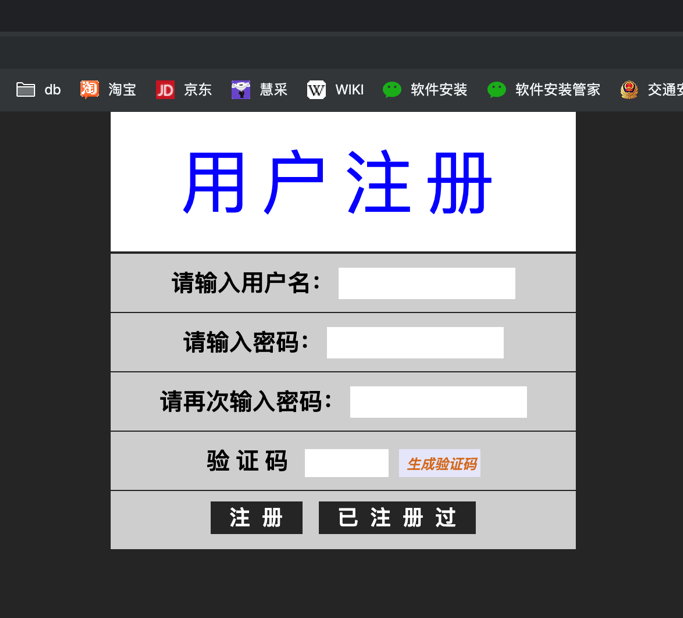 db 淘宝 JD 京东 慧采 W WIKI 软件安装 软件安装管家 交通安
用户注册
请输入用户名：
请输入密码：
请再次输入密码：
验 证 码 生成验证码
注 册 已 注 册 过